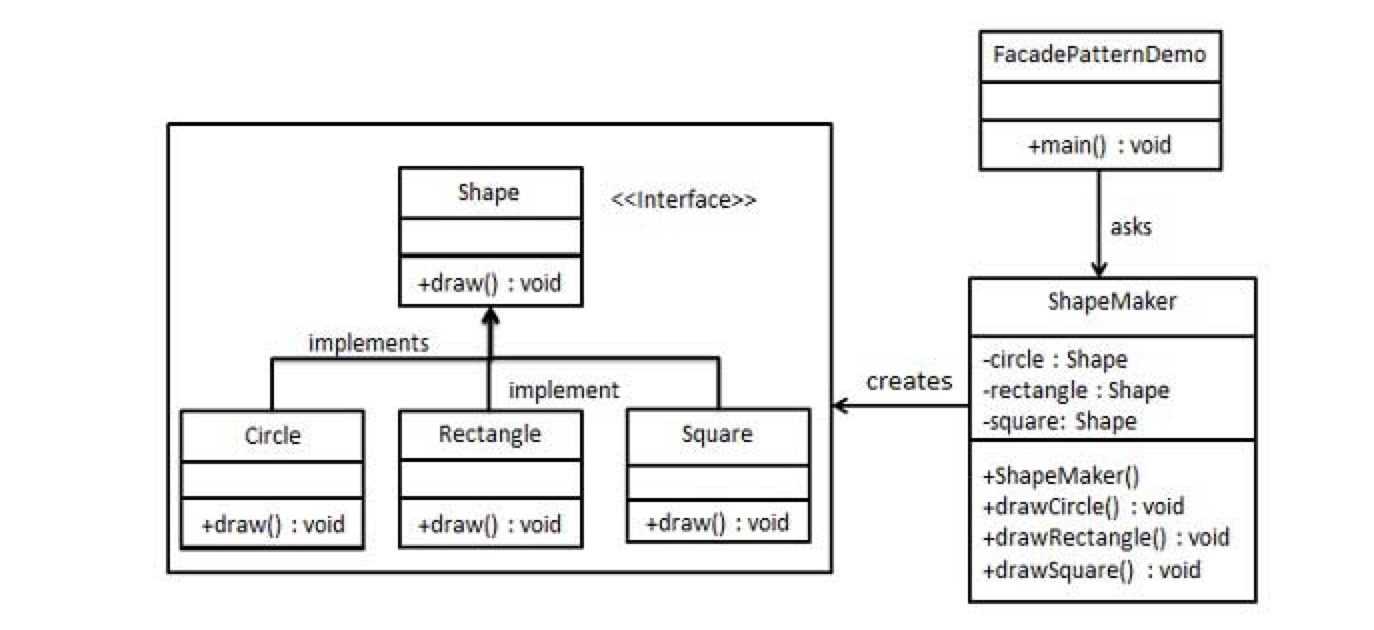 FacadePatternDemo
+main() : void
asks
Shape
<<Interface>>
+draw() : void
implements
implement
Circle
+draw() : void
Rectangle
+draw() : void
Square
+draw() : void
creates
ShapeMaker
-circle : Shape
-rectangle : Shape
-square: Shape
+ShapeMaker()
+drawCircle() : void
+drawRectangle() : void
+drawSquare() : void